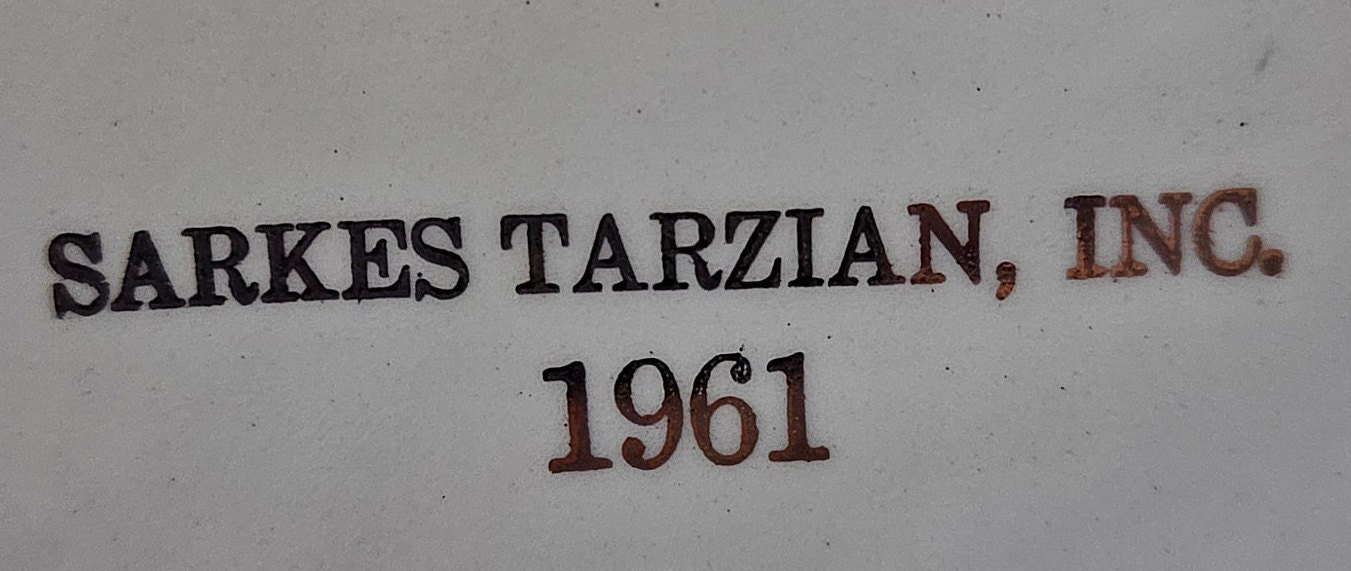 SARKES TARZIAN, INC.
1961